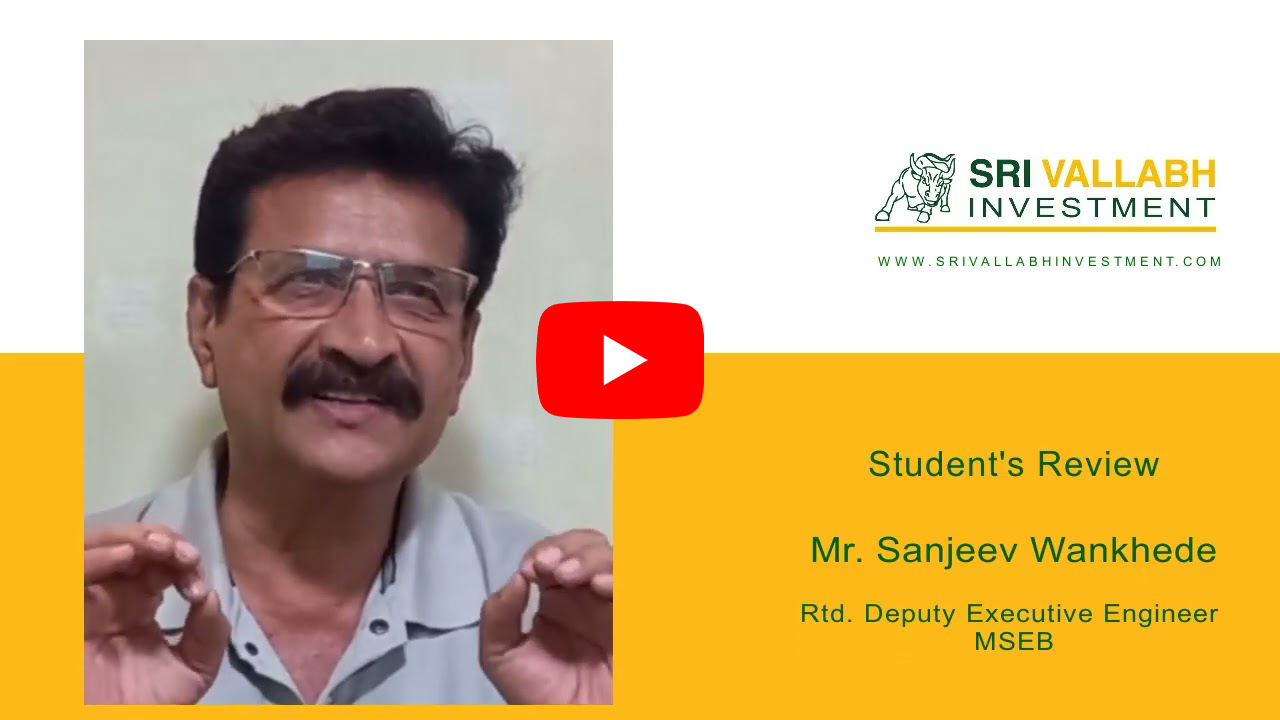 SRI VALLABH
INVESTMENT
WWW.SRIVALLABHINVESTMENT.COM
Student's Review
Mr. Sanjeev Wankhede
Rtd. Deputy Executive Engineer
MSEB